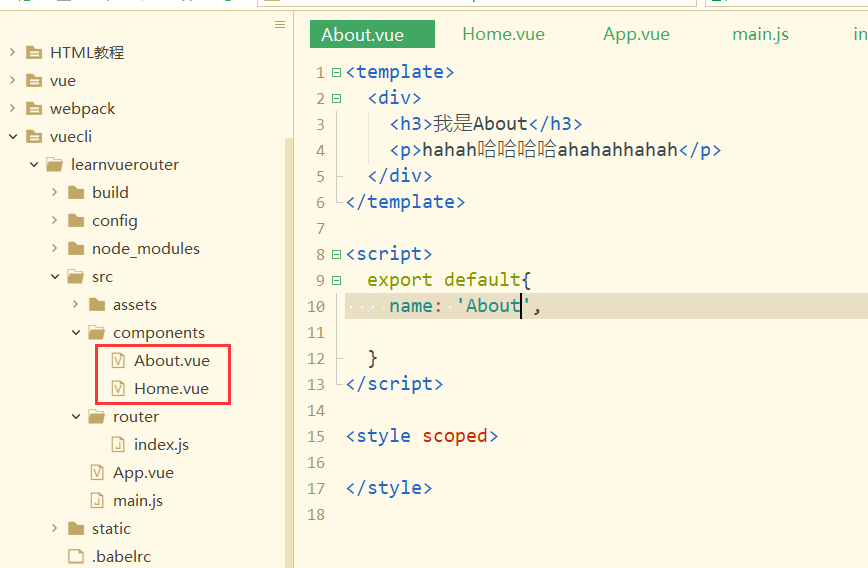 HTML教程
vue
webpack
vuecli
learnvuerouter
build
config
node_modules
src
assets
components
About.vue
Home.vue
router
index.js
App.vue
main.js
static
.babelrc
About.vue Home.vue App.vue main.js in
1 <template>
2 <div>
3 <h3>我是About</h3>
4 <p>hahah哈哈哈哈ahahahhahah</p>
5 </div>
6 </template>
7
8 <script>
9 export default{
10 name: 'About',
11
12 }
13 </script>
14
15 <style scoped>
16
17 </style>
18